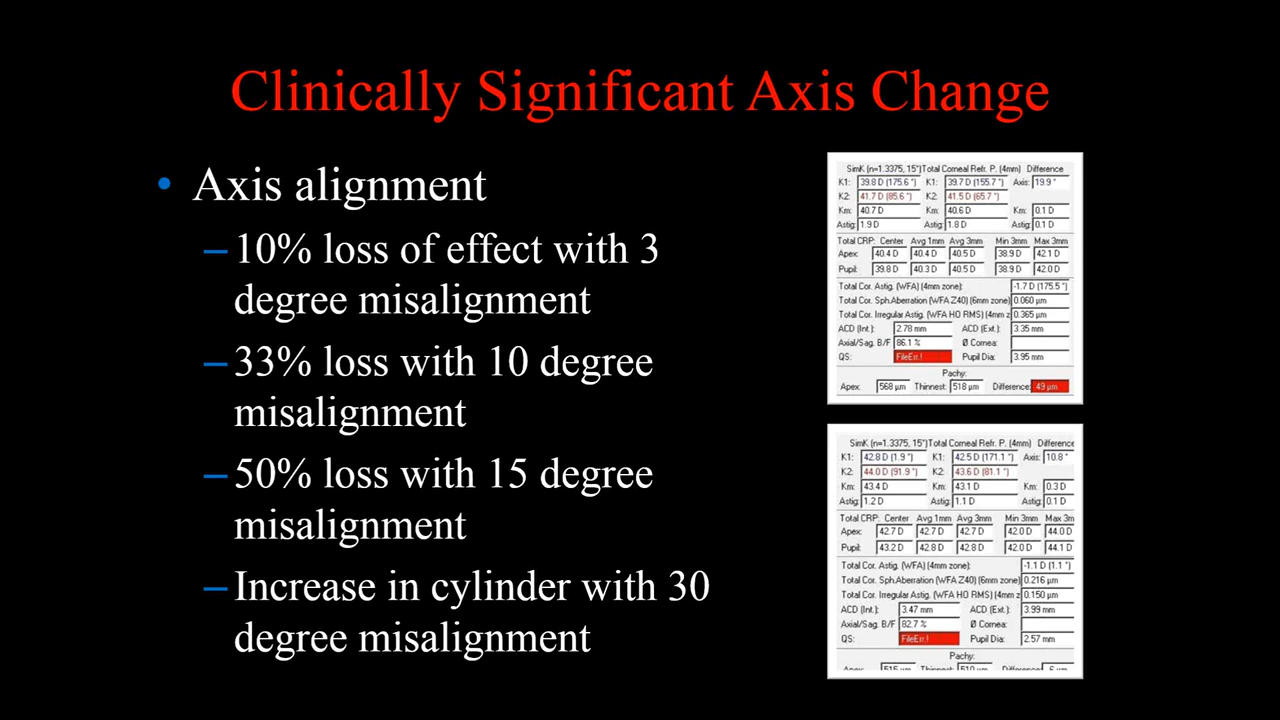 Clinically Significant Axis Change
• Axis alignment
–10% loss of effect with 3
degree misalignment
–33% loss with 10 degree
misalignment
–50% loss with 15 degree
misalignment
–Increase in cylinder with 30
degree misalignment
SimK (n=1.3375, 15°) Total Corneal Refr. P. (4mm) Difference
K1: 39.8 D (175.6 °) K1: 39.7 D (155.7 °) Axis: 19.9 °
K2: 41.7 D (85.6 °) K2: 41.5 D (65.7 °)
Km: 40.7 D Km: 40.6 D Km: 0.1 D
Astig: 1.9 D Astig: 1.8 D Astig: 0.1 D
Total CRP: Center Avg 1mm Avg 3mm Min 3mm Max 3mm
Apex: 40.4 D 40.4 D 40.5 D 38.9 D 42.1 D
Pupil: 39.8 D 40.3 D 40.5 D 38.9 D 42.0 D
Total Cor. Astig. (WFA) (4mm zone): -1.7 D (175.5 °)
Total Cor. Sph.Aberration (WFA Z40) (6mm zone) 0.060 µm
Total Cor. Irregular Astig. (WFA HO RMS) (4mm z 0.365 µm
ACD (Int.): 2.78 mm ACD (Ext.): 3.35 mm
Axial/Sag. B/F 86.1 % Ø Cornea:
QS: FileErr.! Pupil Dia: 3.95 mm
Pachy:
Apex: 568 µm Thinnest: 518 µm Difference: 49 µm
SimK (n=1.3375, 15°) Total Corneal Refr. P. (4mm) Difference
K1: 42.8 D (1.9 °) K1: 42.5 D (171.1 °) Axis: 10.8 °
K2: 44.0 D (91.9 °) K2: 43.6 D (81.1 °)
Km: 43.4 D Km: 43.1 D Km: 0.3 D
Astig: 1.2 D Astig: 1.1 D Astig: 0.1 D
Total CRP: Center Avg 1mm Avg 3mm Min 3mm Max 3m
Apex: 42.7 D 42.7 D 42.7 D 42.0 D 44.0 D
Pupil: 43.2 D 42.8 D 42.8 D 42.0 D 44.1 D
Total Cor. Astig. (WFA) (4mm zone): -1.1 D (1.1 °)
Total Cor. Sph.Aberration (WFA Z40) (6mm zone) 0.216 µm
Total Cor. Irregular Astig. (WFA HO RMS) (4mm z 0.150 µm
ACD (Int.): 3.47 mm ACD (Ext.): 3.99 mm
Axial/Sag. B/F 82.7 % Ø Cornea:
QS: FileErr.! Pupil Dia: 2.57 mm
Pachy: